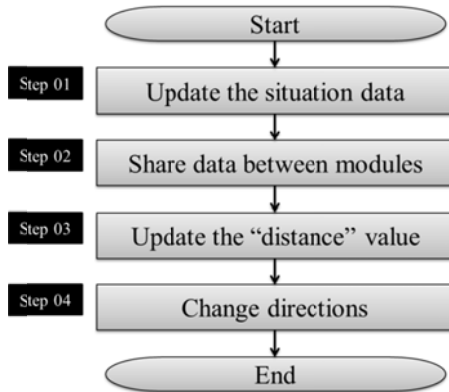 Start
Step 01
Update the situation data
Step 02
Share data between modules
Step 03
Update the “distance” value
Step 04
Change directions
End